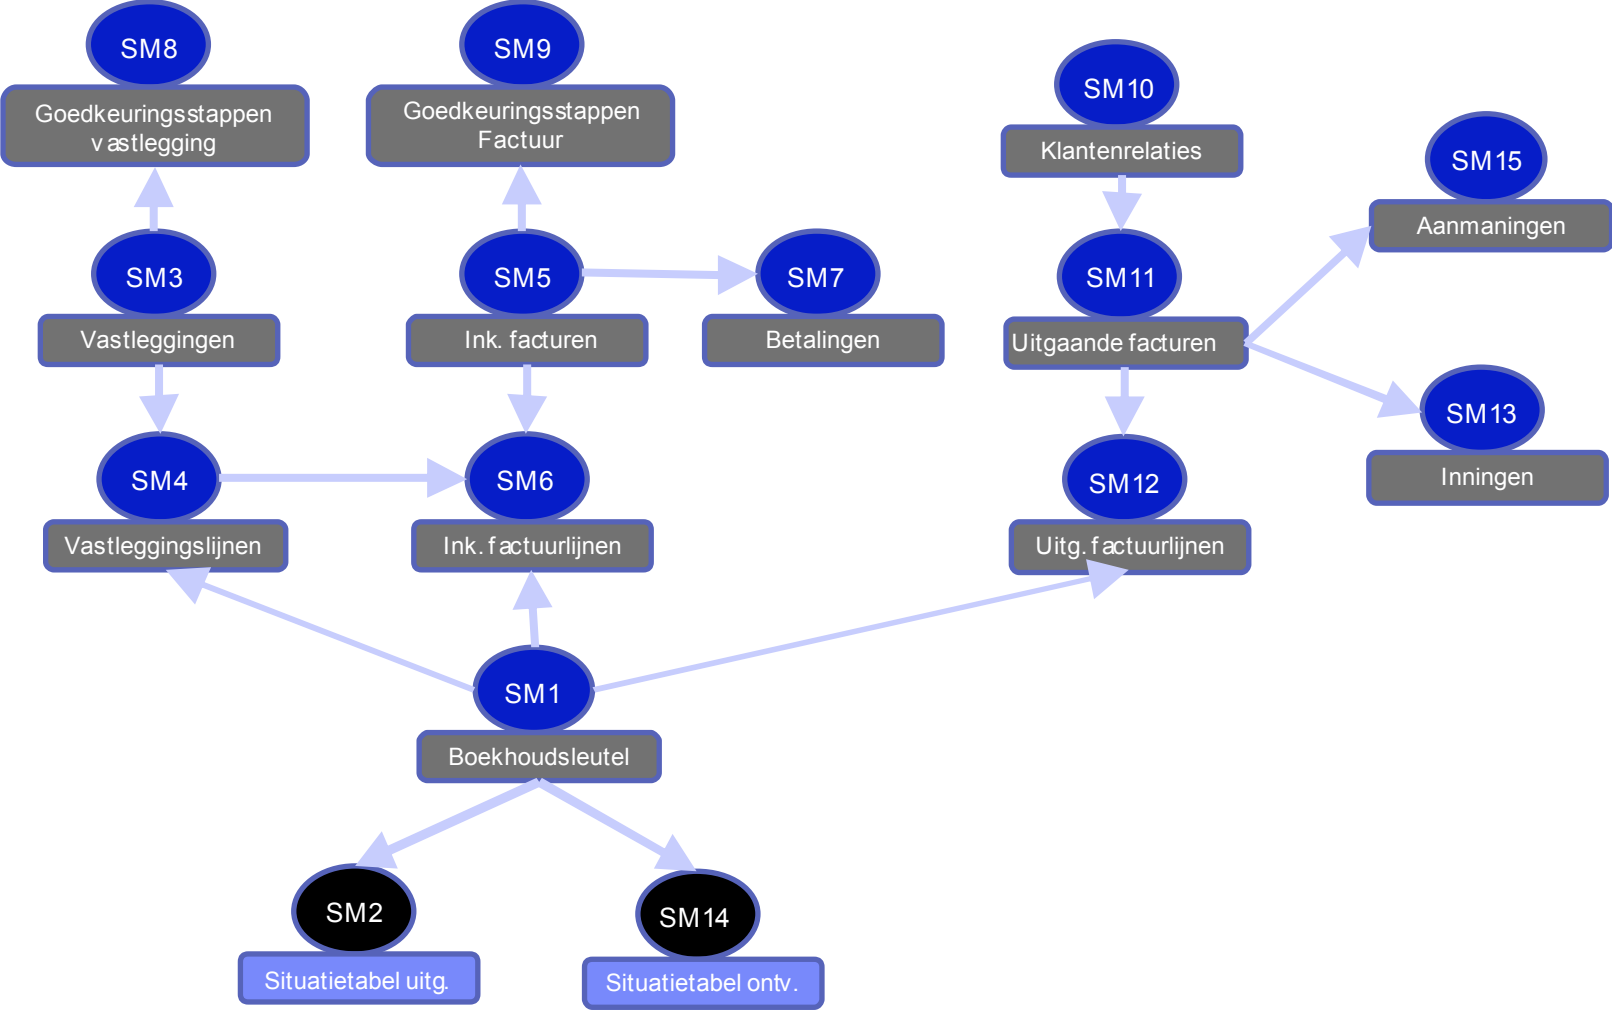 SM8
Goedkeuringsstappen
vastlegging
SM9
Goedkeuringsstappen
Factuur
SM10
Klantenrelaties
SM15
Aanmaningen
SM3
Vastleggingen
SM5
Ink. facturen
SM7
Betalingen
SM11
Uitgaande facturen
SM13
Inningen
SM4
Vastleggingslijnen
SM6
Ink. factuurlijnen
SM12
Uitg. factuurlijnen
SM1
Boekhoudsleutel
SM2
Situatietabel uitg.
SM14
Situatietabel ontv.